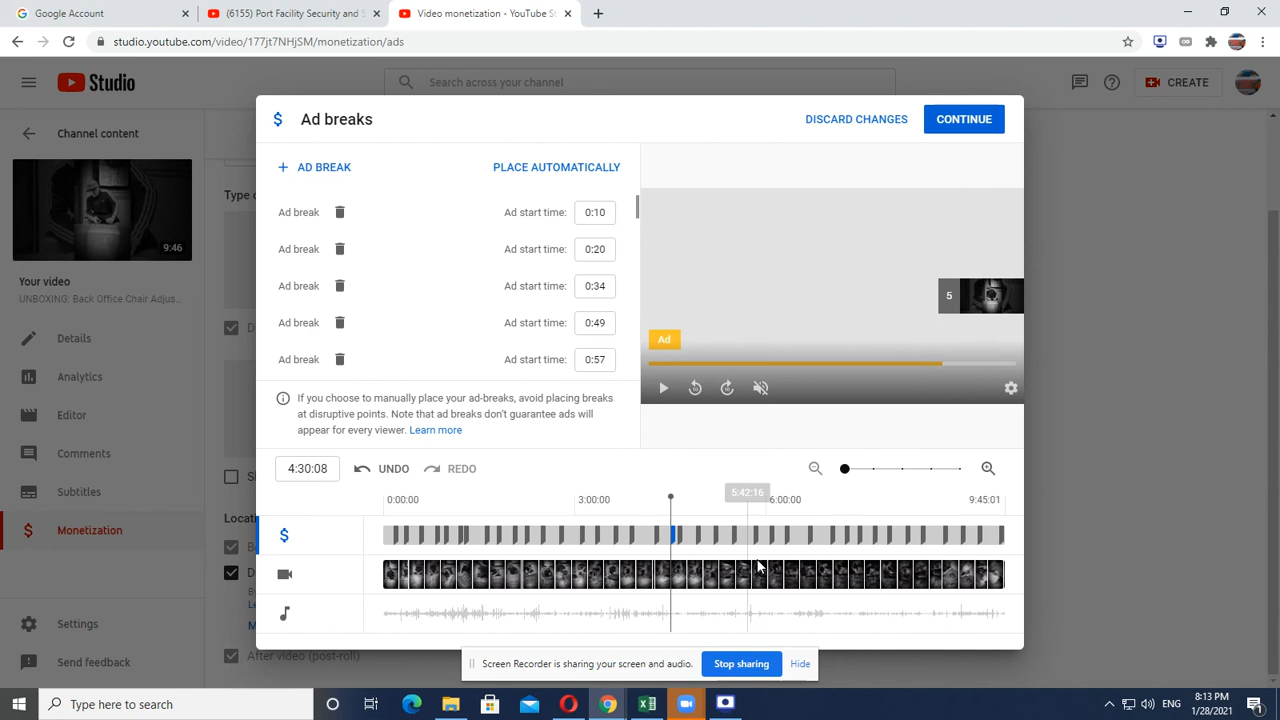 Google Account
(6155) Port Facility Security and S
Video monetization - YouTube St
studio.youtube.com/video/177jt7NHjSM/monetization/ads
Studio
Search across your channel
CREATE
Channel content
9:46
Your video
UNBOXING: Back Office Chair Adjus...
Details
Analytics
Editor
Comments
Subtitles
Monetization
Settings
Send feedback
Type o
D
Sk
Locati
B
D
B
Le
After video (post-roll)
Ad breaks
DISCARD CHANGES
CONTINUE
AD BREAK
PLACE AUTOMATICALLY
Ad break Ad start time: 0:10
Ad break Ad start time: 0:20
Ad break Ad start time: 0:34
Ad break Ad start time: 0:49
Ad break Ad start time: 0:57
If you choose to manually place your ad-breaks, avoid placing breaks
at disruptive points. Note that ad breaks don't guarantee ads will
appear for every viewer. Learn more
5
Ad
4:30:08 UNDO REDO
5:42:16
0:00:00 3:00:00 6:00:00 9:45:01
Screen Recorder is sharing your screen and audio. Stop sharing Hide
Type here to search
ENG
8:13 PM
1/28/2021